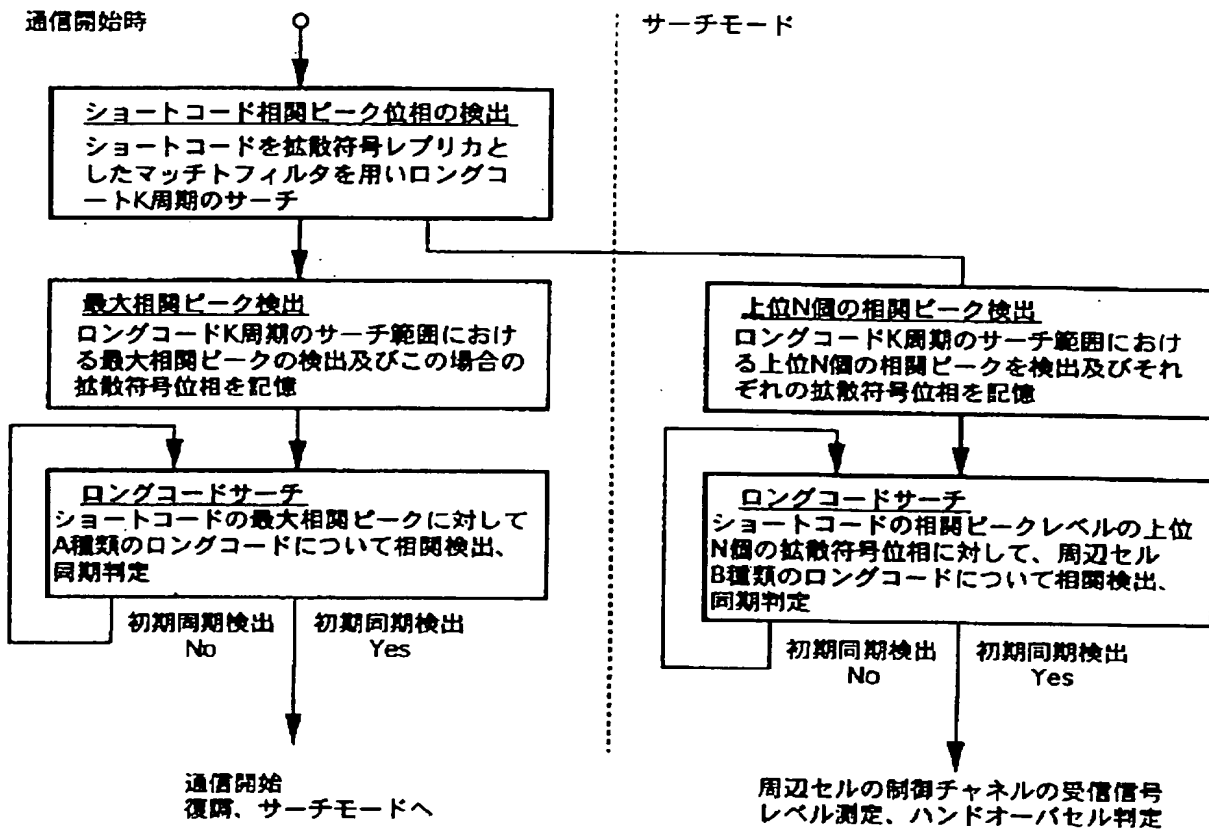 通信開始時
サーチモード
ショートコード相関ピーク位相の検出
ショートコードを拡散符号レプリカと
したマッチトフィルタを用いロングコ
ートK周期のサーチ
最大相関ピーク検出
ロングコードK周期のサーチ範囲におけ
る最大相関ピークの検出及びこの場合の
拡散符号位相を記憶
ロングコードサーチ
ショートコードの最大相関ピークに対して
A種類のロングコードについて相関検出、
同期判定
初期同期検出
No
初期同期検出
Yes
通信開始
復調、サーチモードへ
上位N個の相関ピーク検出
ロングコードK周期のサーチ範囲におけ
る上位N個の相関ピークを検出及びそれ
ぞれの拡散符号位相を記憶
ロングコードサーチ
ショートコードの相関ピークレベルの上位
N個の拡散符号位相に対して、周辺セル
B種類のロングコードについて相関検出、
同期判定
初期同期検出
No
初期同期検出
Yes
周辺セルの制御チャネルの受信信号
レベル測定、ハンドオーバセル判定